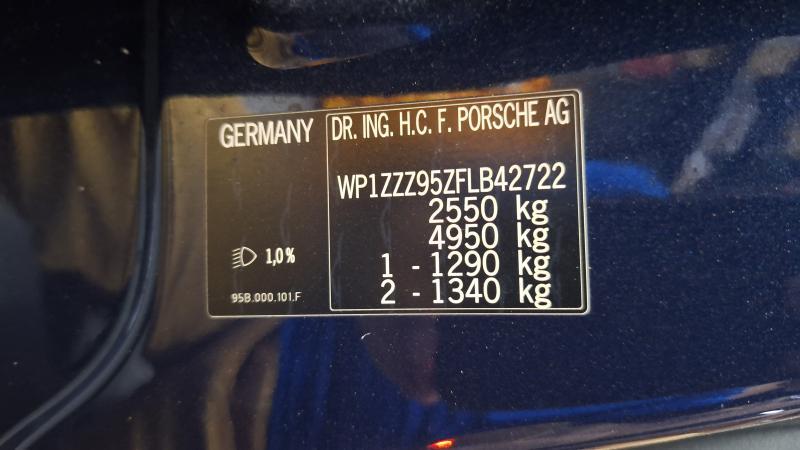 GERMANY
DR. ING. H.C. F. PORSCHE AG
WP1ZZZ95ZFLB42722
2550 kg
4950 kg
1 - 1290 kg
2 - 1340 kg
1,0%
95B.000.101.F